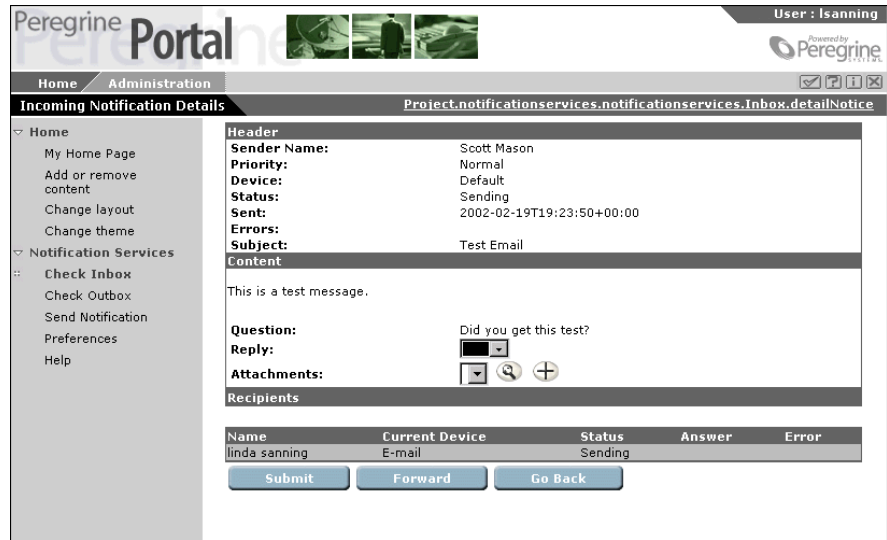 Peregrine Portal
User : lsanning
Powered by
Peregrine
SYSTEMS
Home
Administration
Incoming Notification Details
Project.notificationservices.notificationservices.Inbox.detailNotice
Home
My Home Page
Add or remove
content
Change layout
Change theme
Notification Services
Check Inbox
Check Outbox
Send Notification
Preferences
Help
Header
Sender Name: Scott Mason
Priority: Normal
Device: Default
Status: Sending
Sent: 2002-02-19T19:23:50+00:00
Errors:
Subject: Test Email
Content
This is a test message.
Question: Did you get this test?
Reply:
Attachments:
Recipients
Name Current Device Status Answer Error
linda sanning E-mail Sending
Submit Forward Go Back